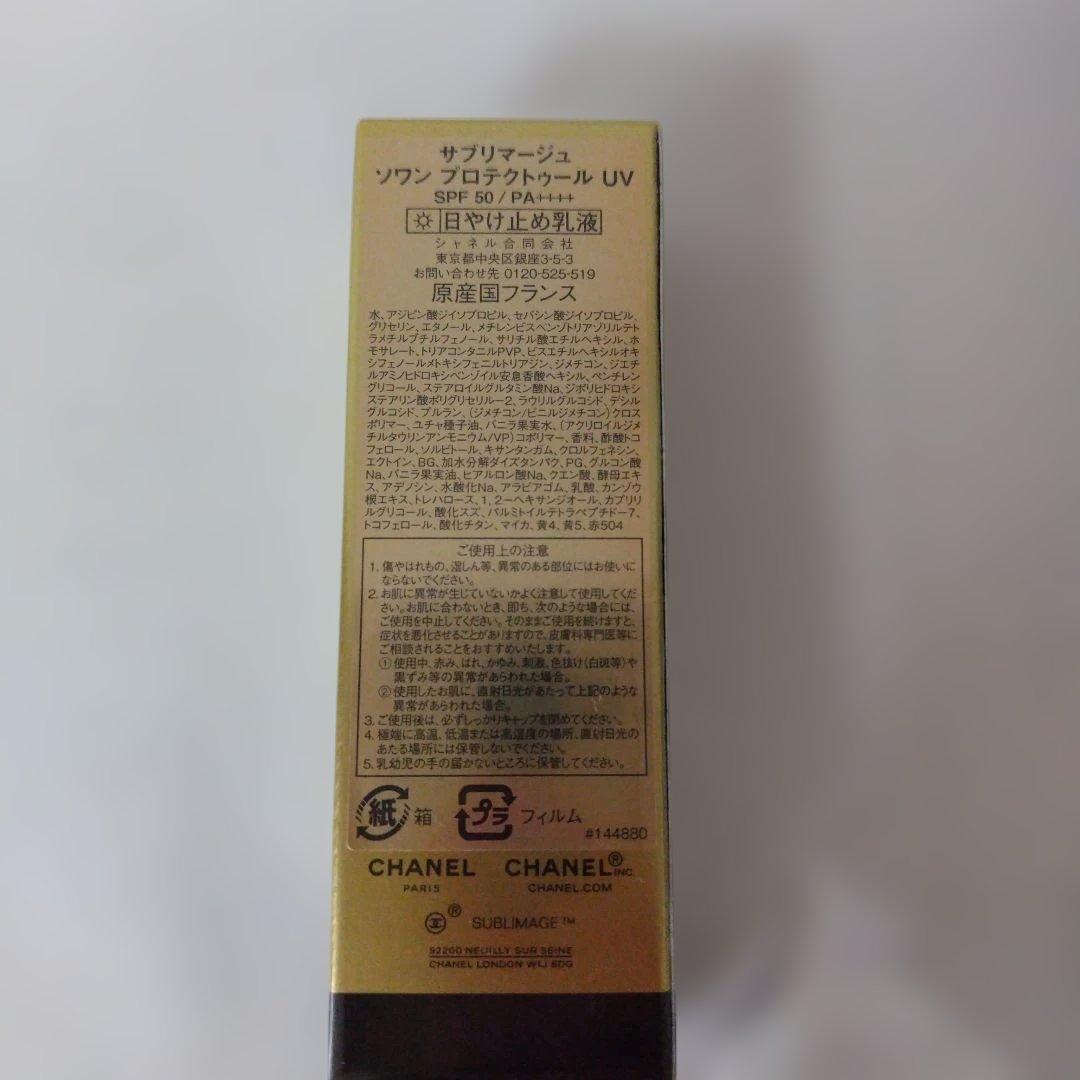 サブリマージュ
ソワン プロテクトゥール UV
SPF 50 / PA++++
日やけ止め乳液
シャネル合同会社
東京都中央区銀座3-5-3
お問い合わせ先 0120-525-519
原産国フランス
水、アジピン酸ジイソプロピル、セバシン酸ジイソプロピル、
グリセリン、エタノール、メチレンビスベンゾトリアゾリルテト
ラメチルブチルフェノール、サリチル酸エチルヘキシル、ホ
モサレート、トリアコンタニルPVP、ビスエチルヘキシルオキ
シフェノールメトキシフェニルトリアジン、ジメチコン、ジエチ
ルアミノヒドロキシベンゾイル安息香酸ヘキシル、ペンチレン
グリコール、ステアロイルグルタミン酸Na、ジポリヒドロキシ
ステアリン酸ポリグリセリル-2、ラウリルグルコシド、デシル
グルコシド、プルラン、(ジメチコン/ビニルジメチコン)クロス
ポリマー、ユチャ種子油、バニラ果実水、(アクリロイルジメ
チルタウリンアンモニウム/VP)コポリマー、香料、酢酸トコ
フェロール、ソルビトール、キサンタンガム、クロルフェネシン、
エクトイン、BG、加水分解ダイズタンパク、PG、グルコン酸
Na、バニラ果実油、ヒアルロン酸Na、クエン酸、酵母エキ
ス、アデノシン、水酸化Na、アラビアゴム、乳酸、カンゾウ
根エキス、トレハロース、1，2-ヘキサンジオール、カプリリ
ルグリコール、酸化スズ、パルミトイルテトラペプチド-7、
トコフェロール、酸化チタン、マイカ、黄4、黄5、赤504
ご使用上の注意
1. 傷やはれもの、湿しん等、異常のある部位にはお使いに
ならないでください。
2. お肌に異常が生じていないかよく注意して使用してくだ
さい。お肌に合わないとき、即ち、次のような場合には、
ご使用を中止してください。そのままご使用を続けますと、
症状を悪化させることがありますので、皮膚科専門医等に
ご相談されることをおすすめいたします。
①使用中、赤み、はれ、かゆみ、刺激、色抜け(白斑等)や
黒ずみ等の異常があらわれた場合。
②使用したお肌に、直射日光があたって上記のような
異常があらわれた場合。
3. ご使用後は、必ずしっかりキャップを閉めてください。
4. 極端に高温、低温または高湿度の場所、直射日光の
あたる場所には保管しないでください。
5. 乳幼児の手の届かないところに保管してください。
紙 箱 プラ フィルム
#144880
CHANEL CHANEL® INC.
PARIS CHANEL.COM
® SUBLIMAGE™
92200 NEUILLY SUR SEINE
CHANEL LONDON W1J 6DG